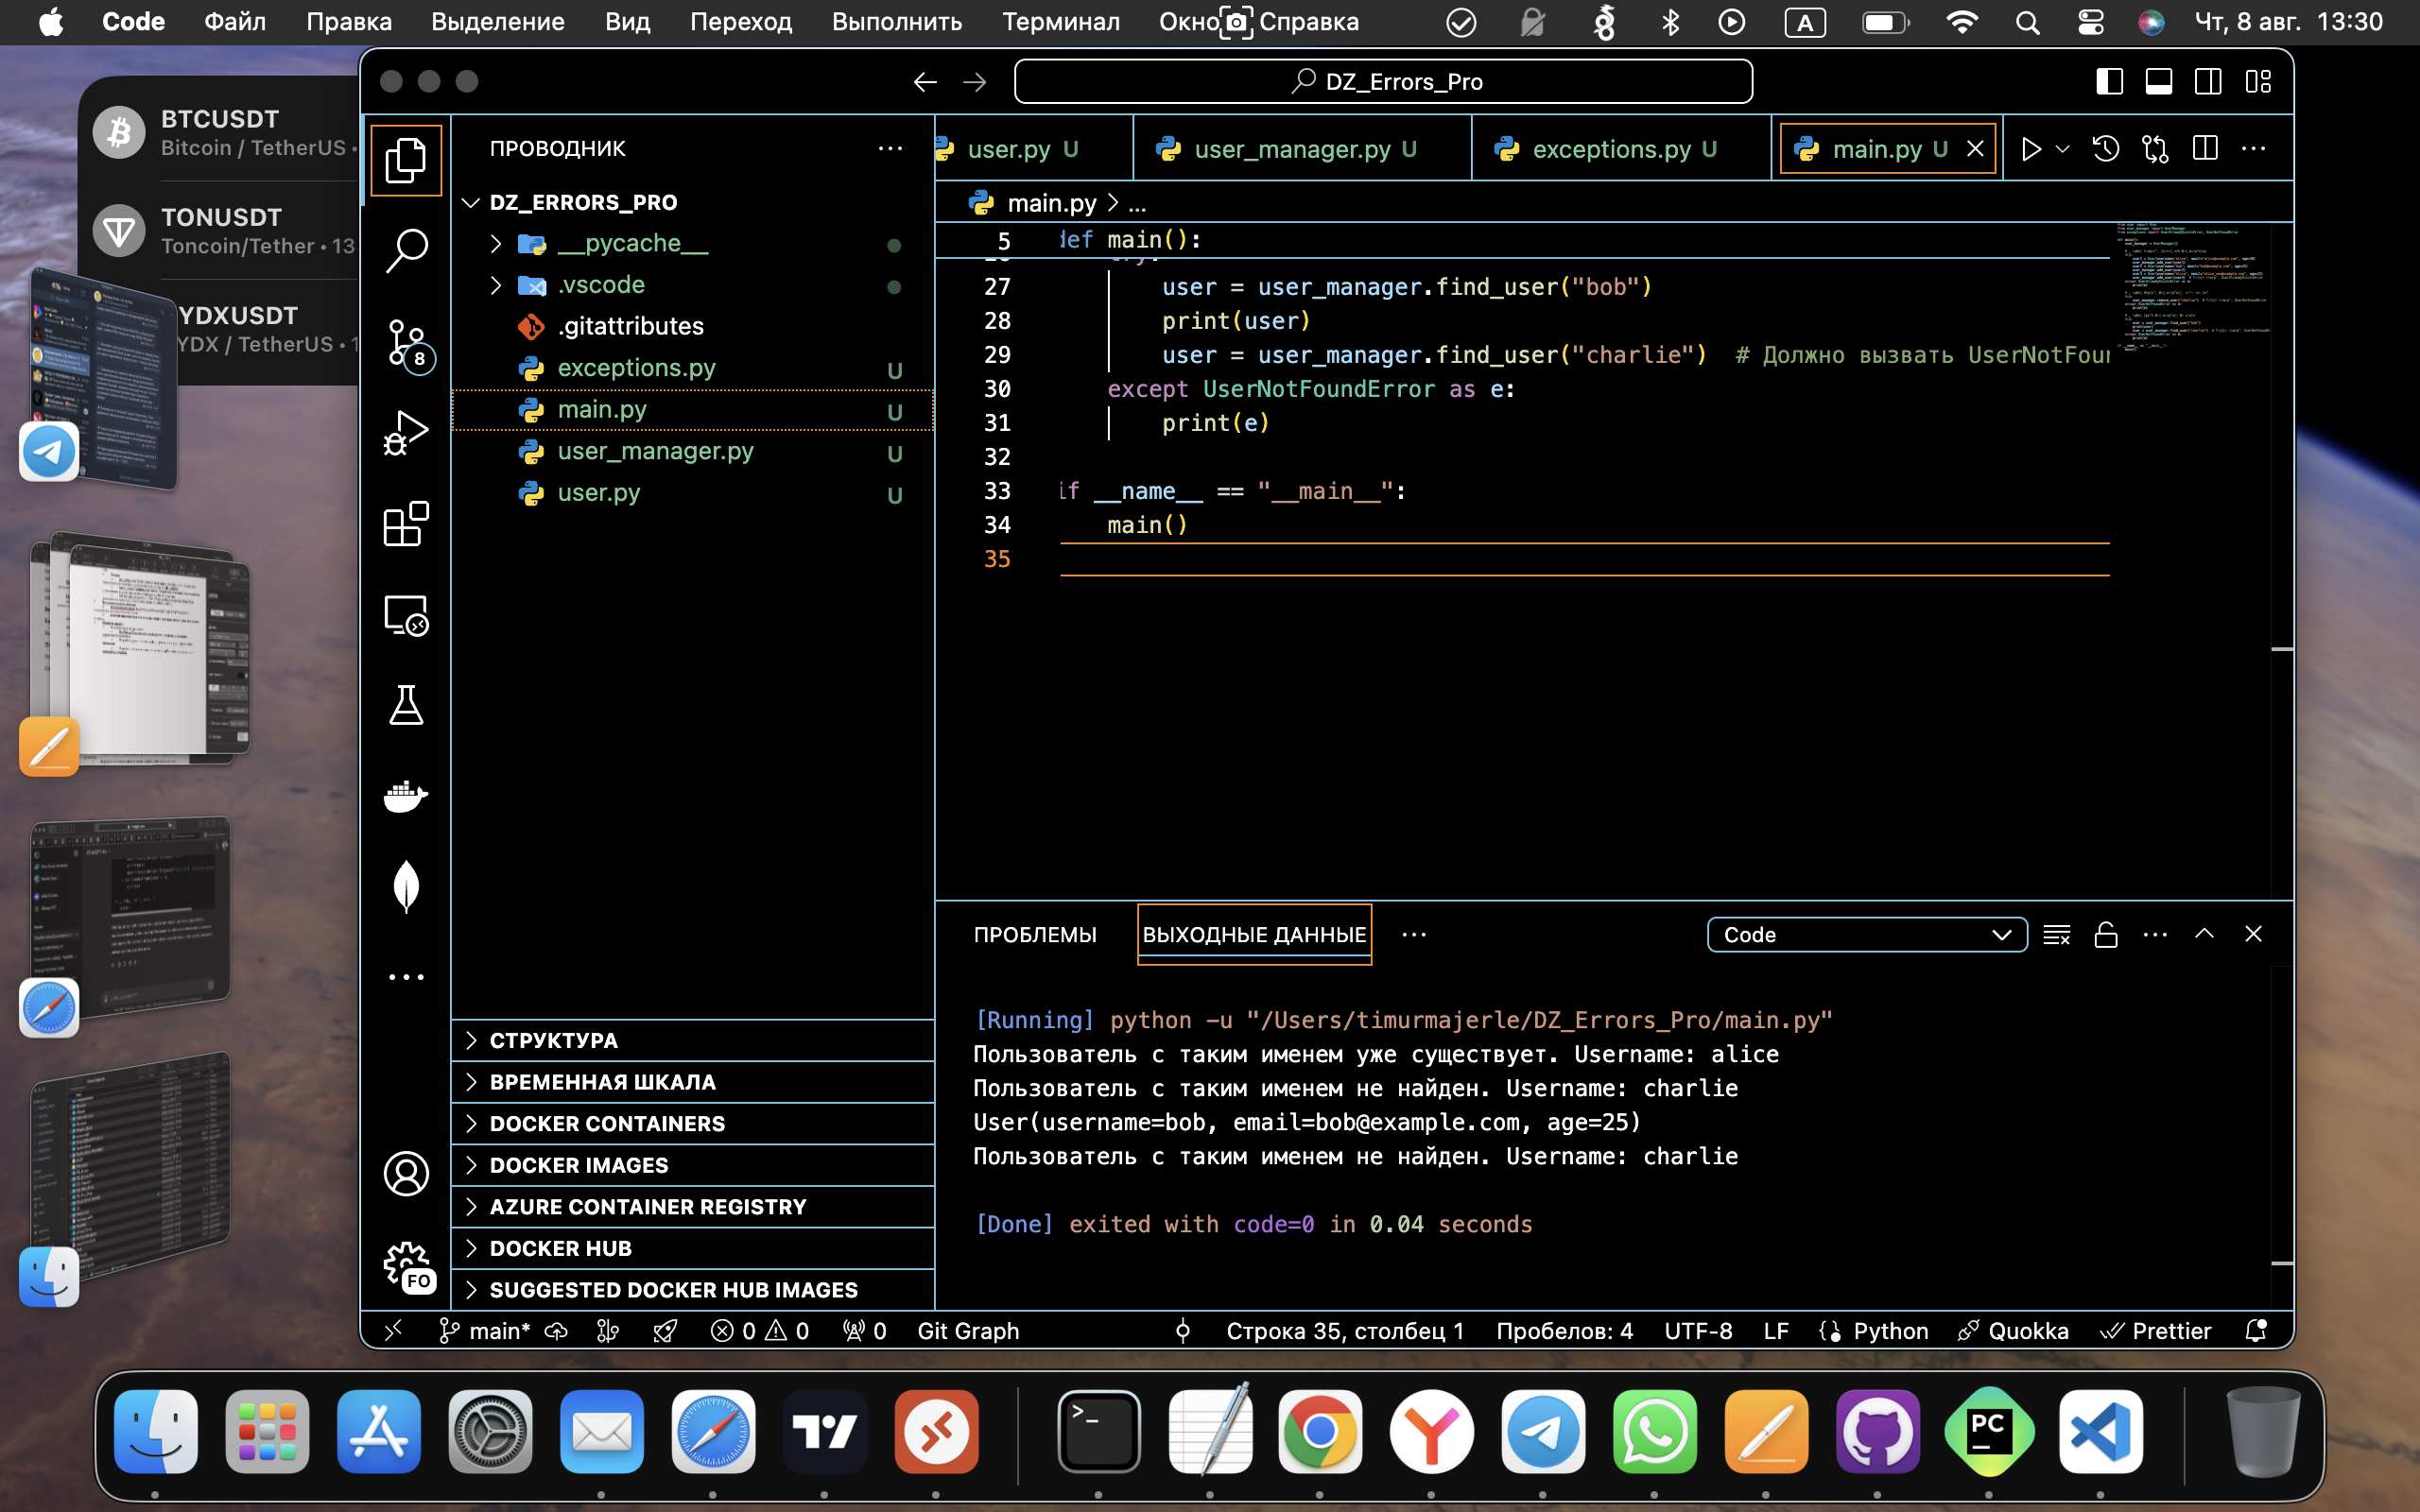 Code Файл Правка Выделение Вид Переход Выполнить Терминал Окно Справка A Чт, 8 авг. 13:30
BTCUSDT
Bitcoin / TetherUS •
TONUSDT
Toncoin/Tether • 13
YDXUSDT
YDX / TetherUS • 1
DZ_Errors_Pro
ПРОВОДНИК
DZ_ERRORS_PRO
__pycache__
.vscode
.gitattributes
exceptions.py U
main.py U
user_manager.py U
user.py U
8
СТРУКТУРА
ВРЕМЕННАЯ ШКАЛА
DOCKER CONTAINERS
DOCKER IMAGES
AZURE CONTAINER REGISTRY
DOCKER HUB
SUGGESTED DOCKER HUB IMAGES
FO
user.py U user_manager.py U exceptions.py U main.py U
main.py > ...
5 def main():
27 user = user_manager.find_user("bob")
28 print(user)
29 user = user_manager.find_user("charlie") # Должно вызвать UserNotFour
30 except UserNotFoundError as e:
31 print(e)
32
33 if __name__ == "__main__":
34 main()
35
ПРОБЛЕМЫ ВЫХОДНЫЕ ДАННЫЕ ... Code
[Running] python -u "/Users/timurmajerle/DZ_Errors_Pro/main.py"
Пользователь с таким именем уже существует. Username: alice
Пользователь с таким именем не найден. Username: charlie
User(username=bob, email=bob@example.com, age=25)
Пользователь с таким именем не найден. Username: charlie
[Done] exited with code=0 in 0.04 seconds
main* 0 0 0 Git Graph Строка 35, столбец 1 Пробелов: 4 UTF-8 LF Python Quokka Prettier
PC